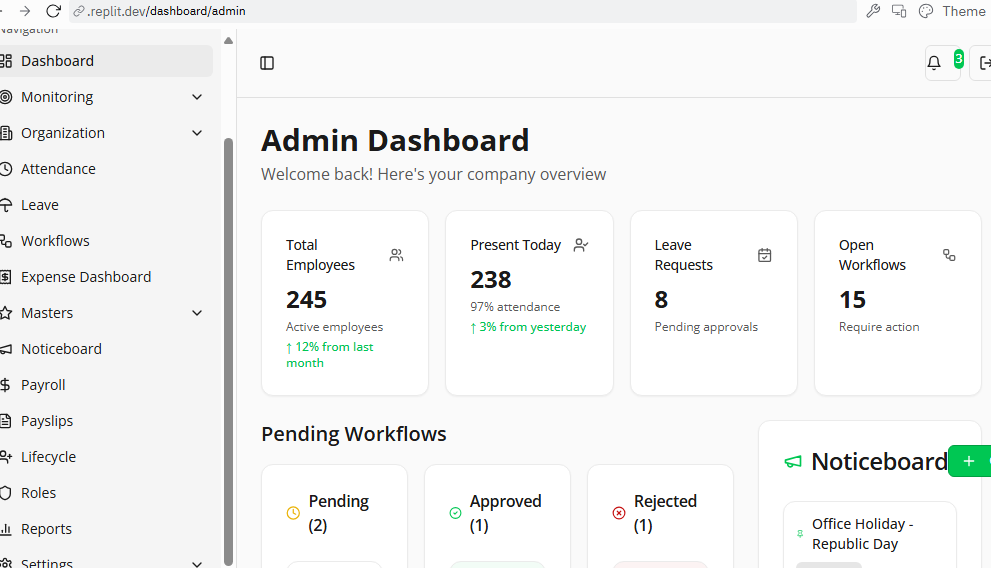 .replit.dev/dashboard/admin
Theme
Navigation
Dashboard
Monitoring
Organization
Attendance
Leave
Workflows
Expense Dashboard
Masters
Noticeboard
Payroll
Payslips
Lifecycle
Roles
Reports
Settings
3
Admin Dashboard
Welcome back! Here's your company overview
Total
Employees
245
Active employees
↑ 12% from last
month
Present Today
238
97% attendance
↑ 3% from yesterday
Leave
Requests
8
Pending approvals
Open
Workflows
15
Require action
Pending Workflows
Pending
(2)
Approved
(1)
Rejected
(1)
Noticeboard
+
Office Holiday -
Republic Day